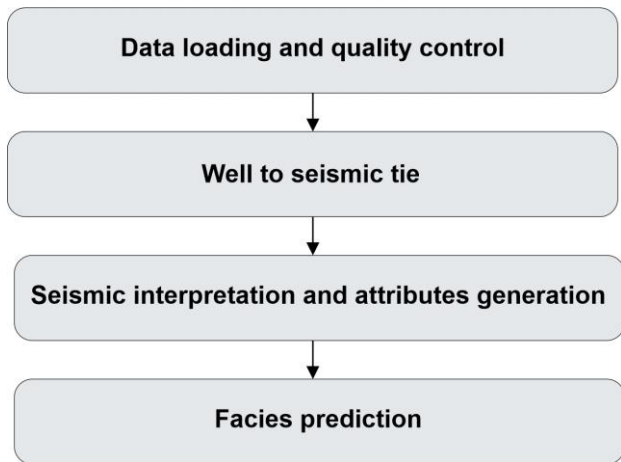 Data loading and quality control
Well to seismic tie
Seismic interpretation and attributes generation
Facies prediction